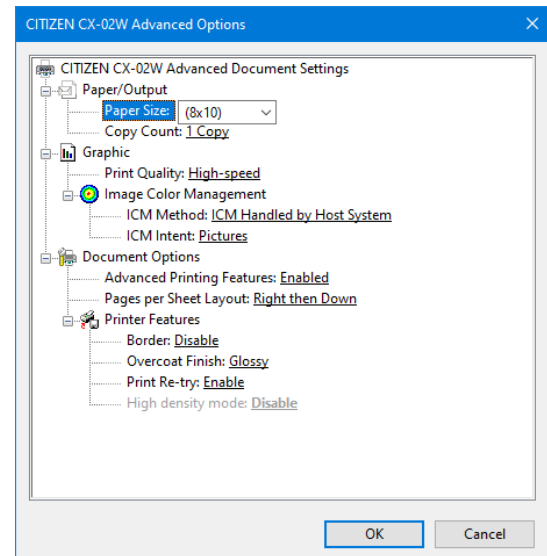 CITIZEN CX-02W Advanced Options
CITIZEN CX-02W Advanced Document Settings
Paper/Output
Paper Size: (8x10)
Copy Count: 1 Copy
Graphic
Print Quality: High-speed
Image Color Management
ICM Method: ICM Handled by Host System
ICM Intent: Pictures
Document Options
Advanced Printing Features: Enabled
Pages per Sheet Layout: Right then Down
Printer Features
Border: Disable
Overcoat Finish: Glossy
Print Re-try: Enable
High density mode: Disable
OK Cancel